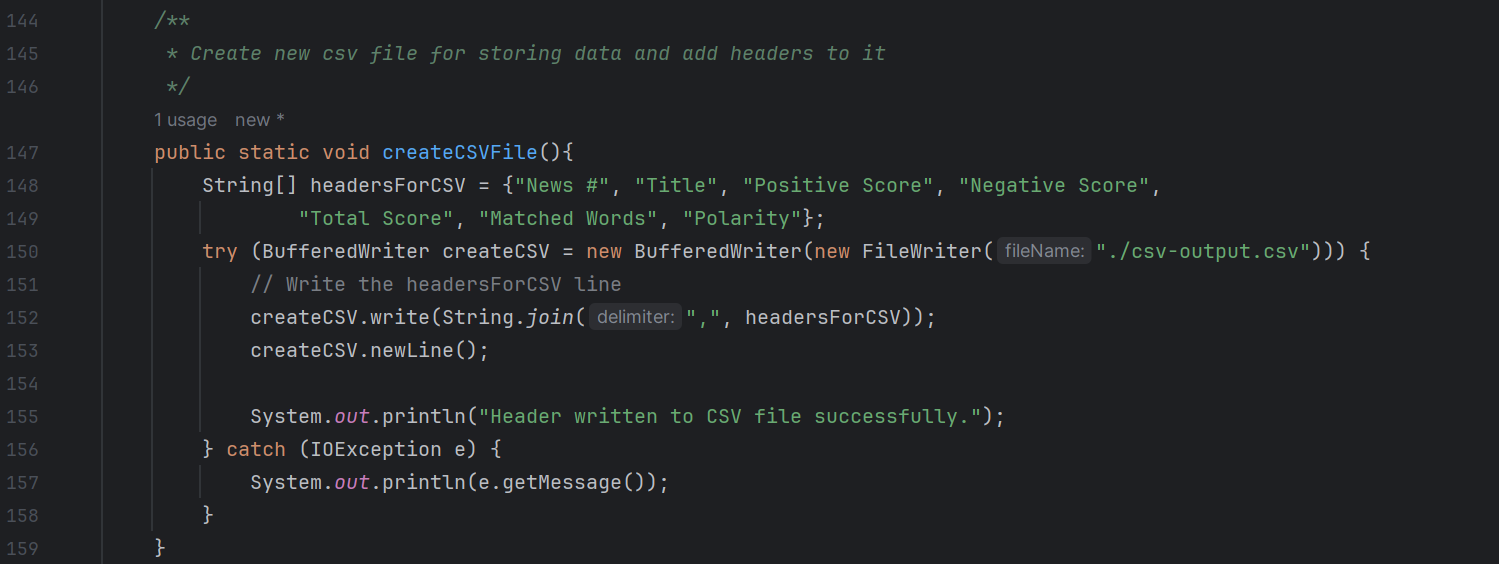 144 /**
145 * Create new csv file for storing data and add headers to it
146 */
1 usage new *
147 public static void createCSVFile(){
148 String[] headersForCSV = {"News #", "Title", "Positive Score", "Negative Score",
149 "Total Score", "Matched Words", "Polarity"};
150 try (BufferedWriter createCSV = new BufferedWriter(new FileWriter( fileName: "./csv-output.csv"))) {
151 // Write the headersForCSV line
152 createCSV.write(String.join( delimiter: ",", headersForCSV));
153 createCSV.newLine();
154
155 System.out.println("Header written to CSV file successfully.");
156 } catch (IOException e) {
157 System.out.println(e.getMessage());
158 }
159 }